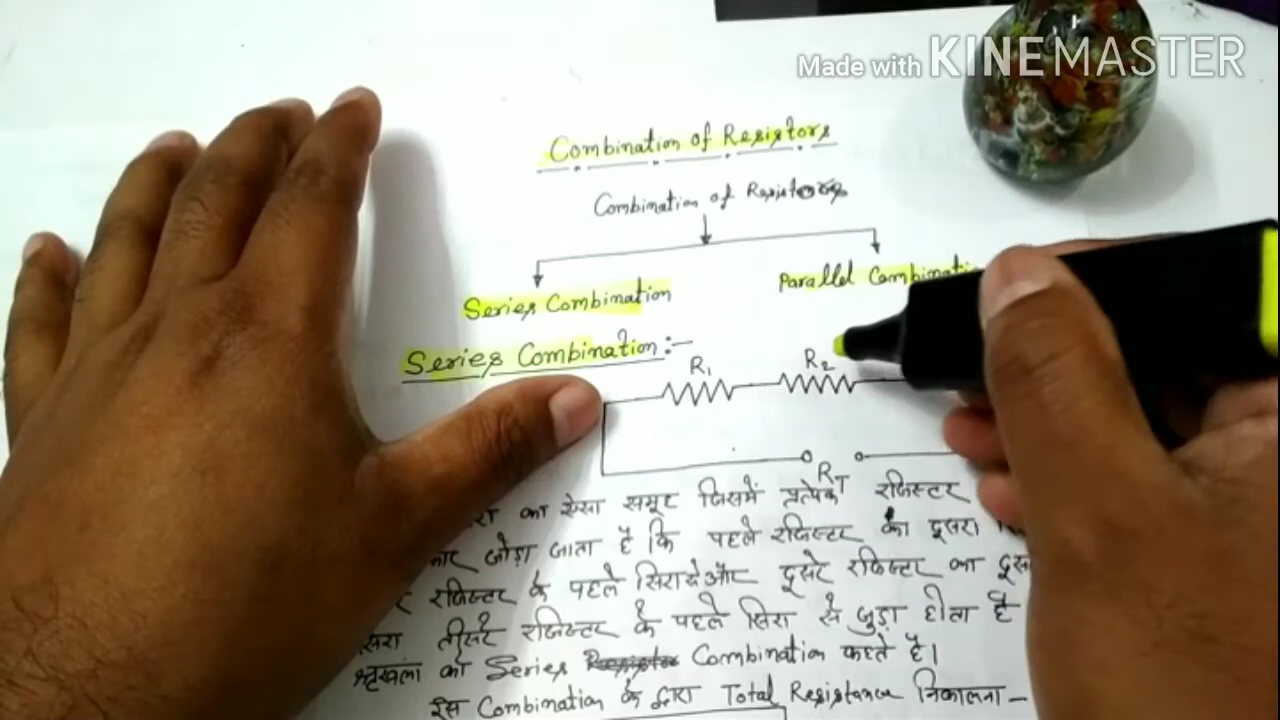 Made with KINEMASTER
Combination of Resistors
Combination of Resistors
Series Combination
Parallel Combinati
Series Combination:-
R1 R2
RT
का ऐसा समूह जिसमें प्रत्येक रजिस्टर
जोड़ा जाता है कि पहले रजिस्टर का दूसरा
रजिस्टर के पहले सिरा से और दूसरे रजिस्टर का
तीसरे रजिस्टर के पहले सिरा से जुड़ा होता है
को Series Combination कहते है।
इस Combination के द्वारा Total Resistance निकालना-